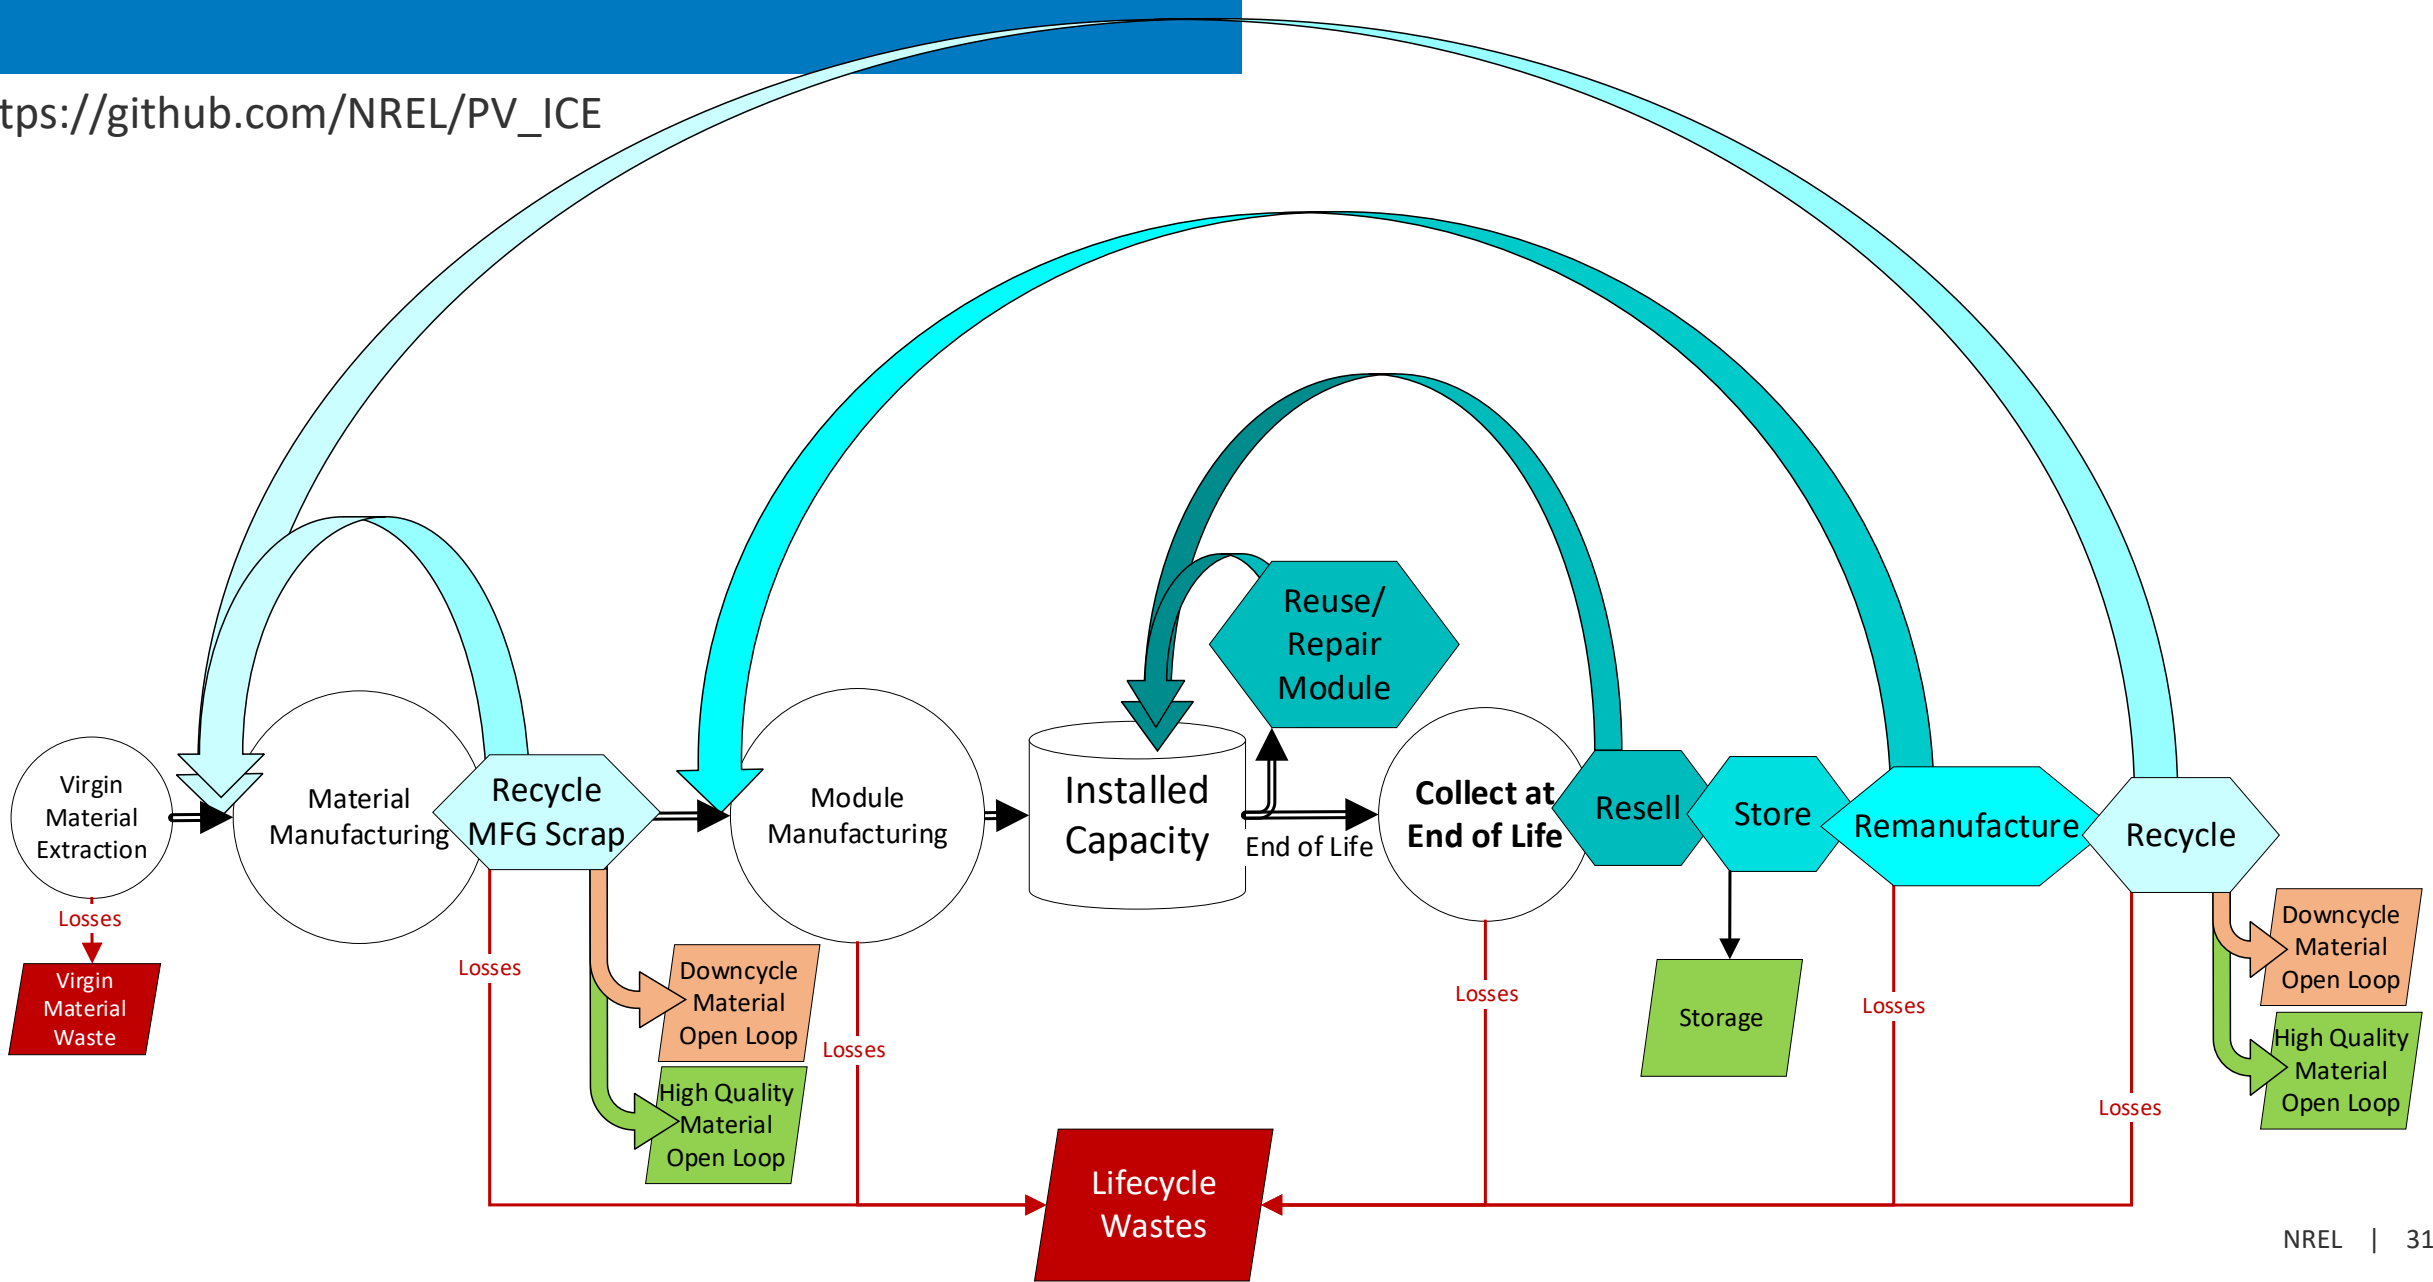 tps://github.com/NREL/PV_ICE
Virgin
Material
Extraction
Losses
Virgin
Material
Waste
Material
Manufacturing
Recycle
MFG Scrap
Losses
Downcycle
Material
Open Loop
High Quality
Material
Open Loop
Module
Manufacturing
Losses
Installed
Capacity
Reuse/
Repair
Module
End of Life
Collect at
End of Life
Losses
Resell
Store
Storage
Remanufacture
Losses
Recycle
Losses
Downcycle
Material
Open Loop
High Quality
Material
Open Loop
Lifecycle
Wastes
NREL | 31